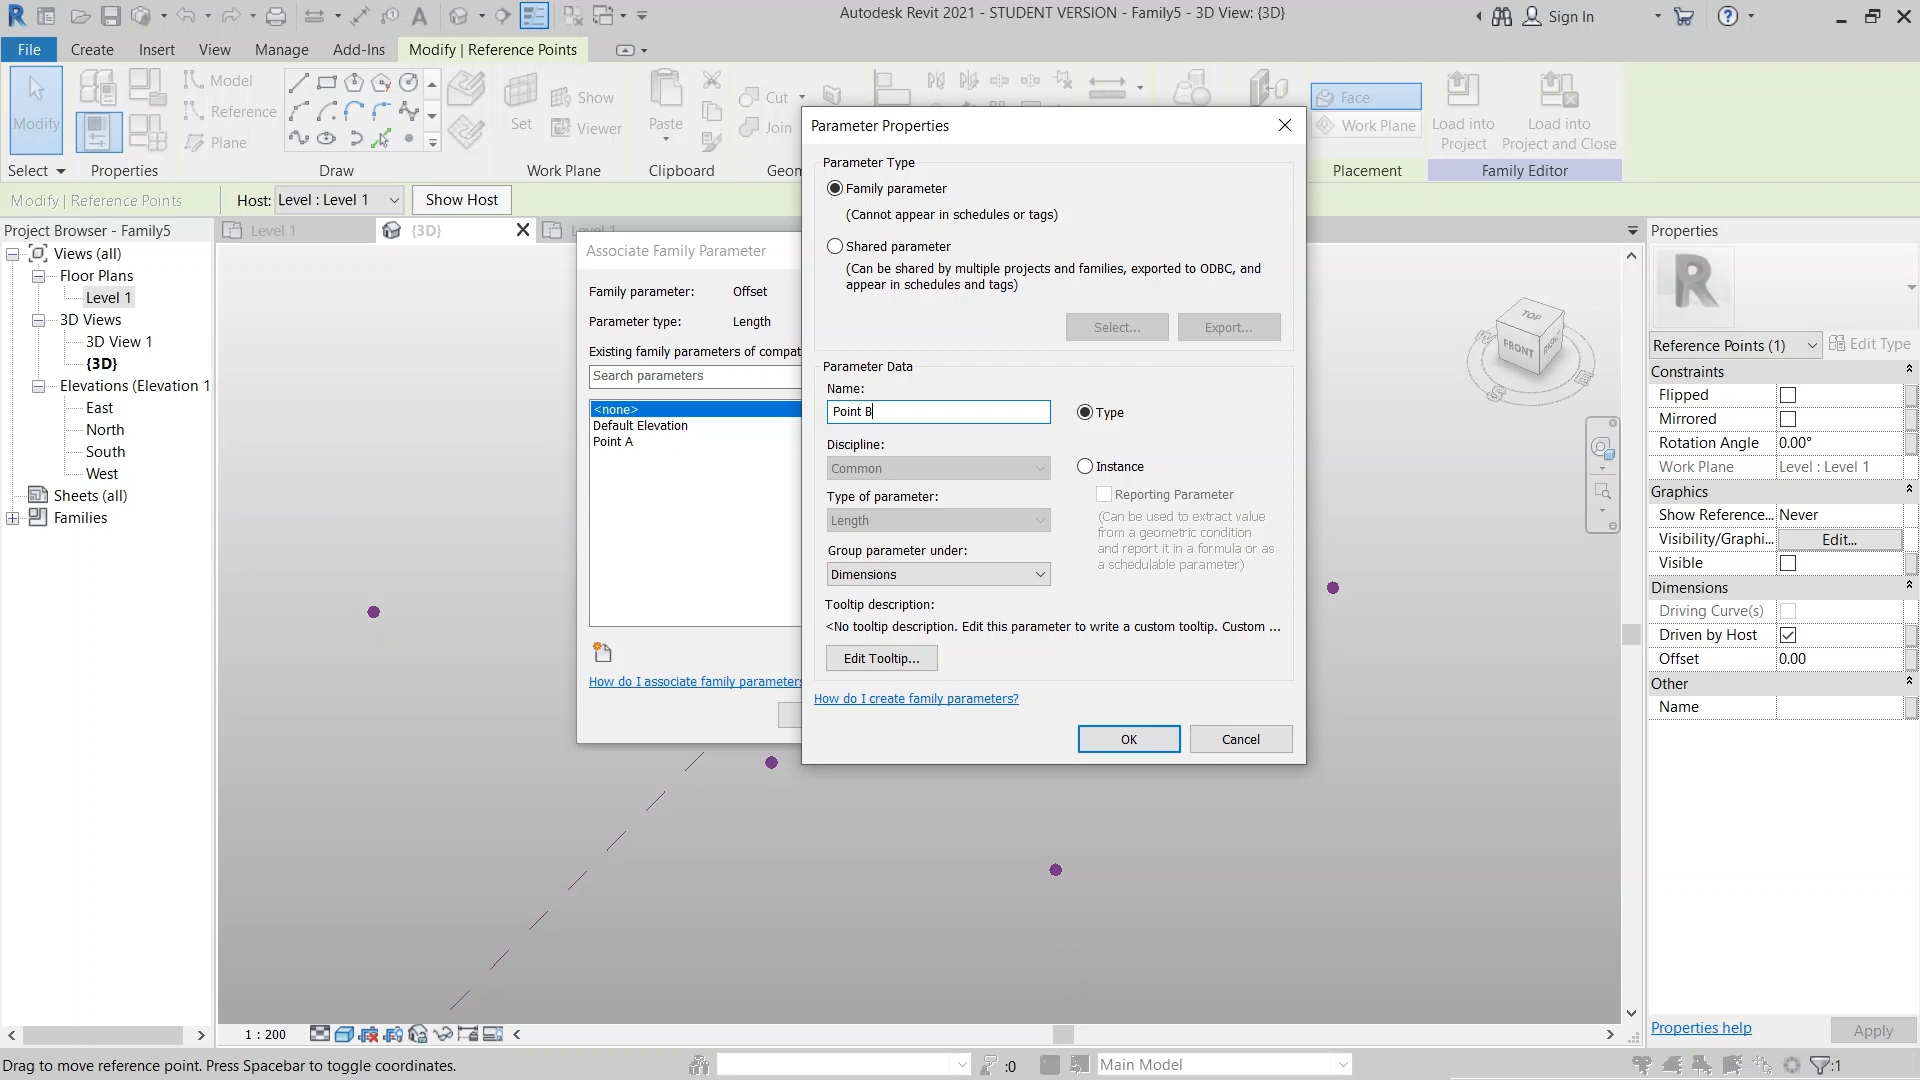 Autodesk Revit 2021 - STUDENT VERSION - Family5 - 3D View: {3D}
Sign In
File
Create
Insert
View
Manage
Add-Ins
Modify | Reference Points
Modify
Model
Reference
Plane
Set
Show
Viewer
Paste
Cut
Join
Face
Work Plane
Load into
Project
Load into
Project and Close
Select
Properties
Draw
Work Plane
Clipboard
Geom
Placement
Family Editor
Modify | Reference Points
Host:
Level : Level 1
Show Host
Project Browser - Family5
Views (all)
Floor Plans
Level 1
3D Views
3D View 1
{3D}
Elevations (Elevation 1
East
North
South
West
Sheets (all)
Families
Level 1
{3D}
Level 1
Associate Family Parameter
Family parameter:
Offset
Parameter type:
Length
Existing family parameters of compat
Search parameters
<none>
Default Elevation
Point A
How do I associate family parameters
Parameter Properties
Parameter Type
Family parameter
(Cannot appear in schedules or tags)
Shared parameter
(Can be shared by multiple projects and families, exported to ODBC, and
appear in schedules and tags)
Select...
Export...
Parameter Data
Name:
Point B
Type
Discipline:
Common
Instance
Type of parameter:
Reporting Parameter
Length
(Can be used to extract value
from a geometric condition
and report it in a formula or as
a schedulable parameter)
Group parameter under:
Dimensions
Tooltip description:
<No tooltip description. Edit this parameter to write a custom tooltip. Custom ...
Edit Tooltip...
How do I create family parameters?
OK
Cancel
TOP
FRONT
RIGHT
S
Properties
R
Reference Points (1)
Edit Type
Constraints
Flipped
Mirrored
Rotation Angle
0.00°
Work Plane
Level : Level 1
Graphics
Show Reference...
Never
Visibility/Graphi...
Edit...
Visible
Dimensions
Driving Curve(s)
Driven by Host
Offset
0.00
Other
Name
Properties help
Apply
1 : 200
Drag to move reference point. Press Spacebar to toggle coordinates.
:0
Main Model
:1